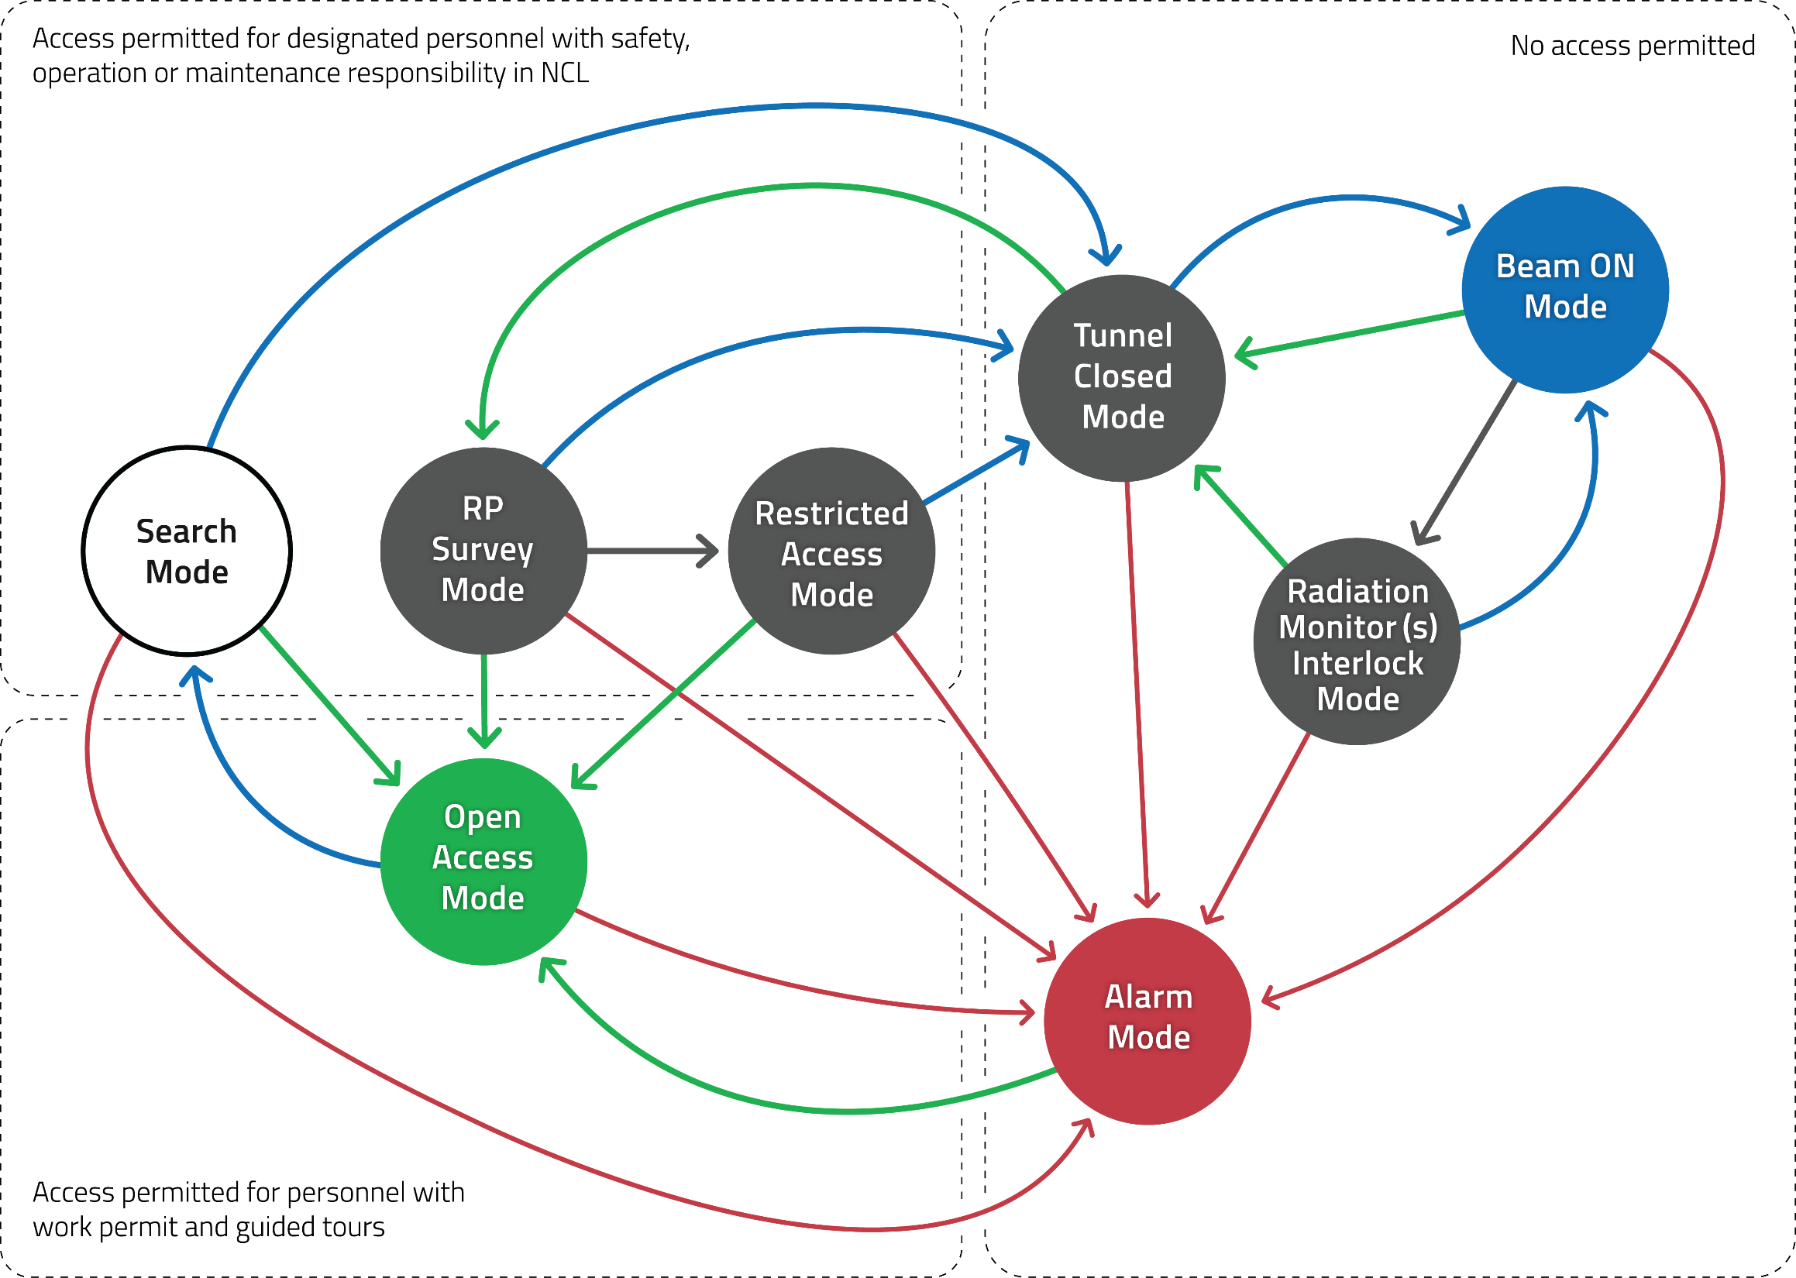 Access permitted for designated personnel with safety,
operation or maintenance responsibility in NCL
No access permitted
Beam ON
Mode
Tunnel
Closed
Mode
Search
Mode
RP
Survey
Mode
Restricted
Access
Mode
Radiation
Monitor(s)
Interlock
Mode
Open
Access
Mode
Alarm
Mode
Access permitted for personnel with
work permit and guided tours